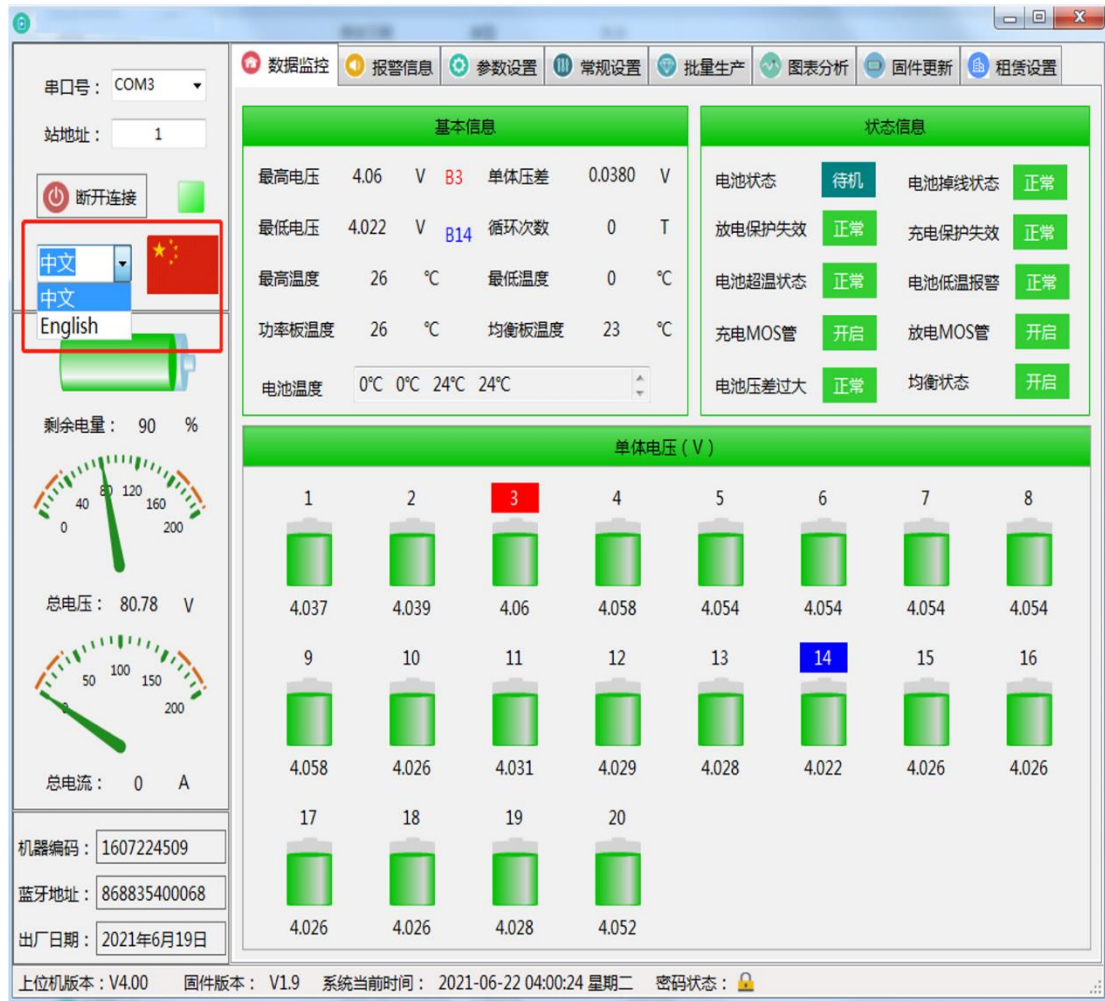 串口号： COM3
站地址： 1
断开连接
中文
中文
English
剩余电量： 90 %
0 40 80 120 160 200
总电压： 80.78 V
0 50 100 150 200
总电流： 0 A
机器编码： 1607224509
蓝牙地址： 868835400068
出厂日期： 2021年6月19日
数据监控 报警信息 参数设置 常规设置 批量生产 图表分析 固件更新 租赁设置
基本信息
最高电压 4.06 V B3 单体压差 0.0380 V
最低电压 4.022 V B14 循环次数 0 T
最高温度 26 ℃ 最低温度 0 ℃
功率板温度 26 ℃ 均衡板温度 23 ℃
电池温度 0℃ 0℃ 24℃ 24℃
状态信息
电池状态 待机 电池掉线状态 正常
放电保护失效 正常 充电保护失效 正常
电池超温状态 正常 电池低温报警 正常
充电MOS管 开启 放电MOS管 开启
电池压差过大 正常 均衡状态 开启
单体电压 ( V )
1 2 3 4 5 6 7 8
4.037 4.039 4.06 4.058 4.054 4.054 4.054 4.054
9 10 11 12 13 14 15 16
4.058 4.026 4.031 4.029 4.028 4.022 4.026 4.026
17 18 19 20
4.026 4.026 4.028 4.052
上位机版本：V4.00 固件版本： V1.9 系统当前时间： 2021-06-22 04:00:24 星期二 密码状态：